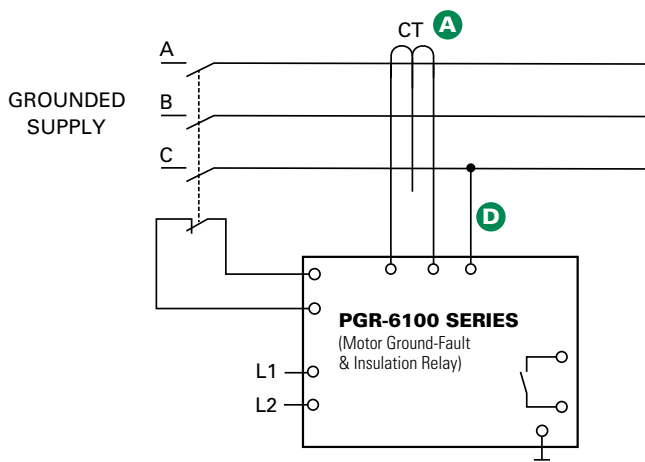 CT A
A
GROUNDED
SUPPLY
B
C
D
PGR-6100 SERIES
(Motor Ground-Fault
& Insulation Relay)
L1
L2